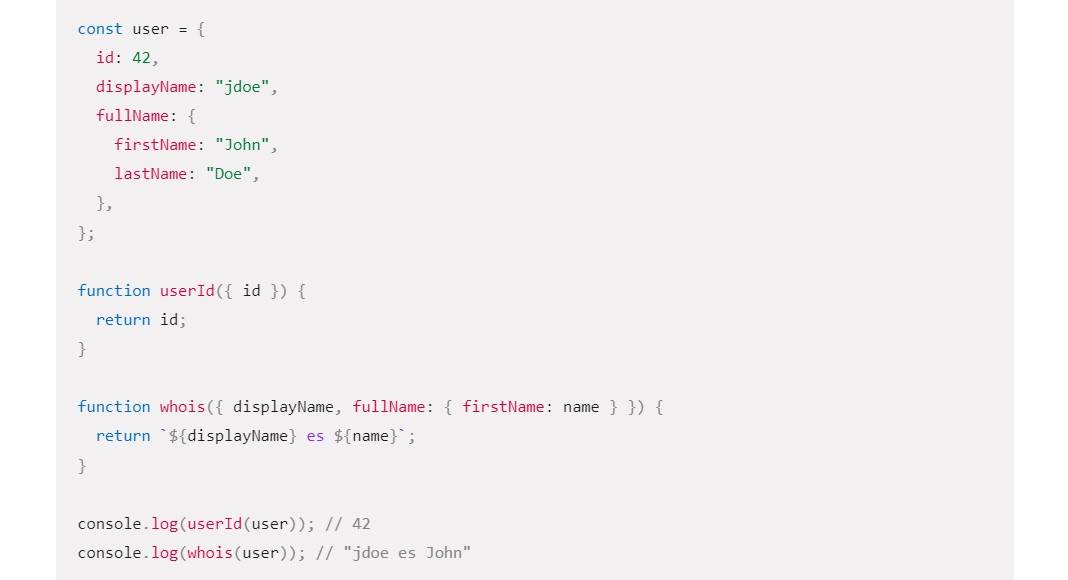 const user = {
  id: 42,
  displayName: "jdoe",
  fullName: {
    firstName: "John",
    lastName: "Doe",
  },
};
function userId({ id }) {
  return id;
}
function whois({ displayName, fullName: { firstName: name } }) {
  return `${displayName} es ${name}`;
}
console.log(userId(user)); // 42
console.log(whois(user)); // "jdoe es John"